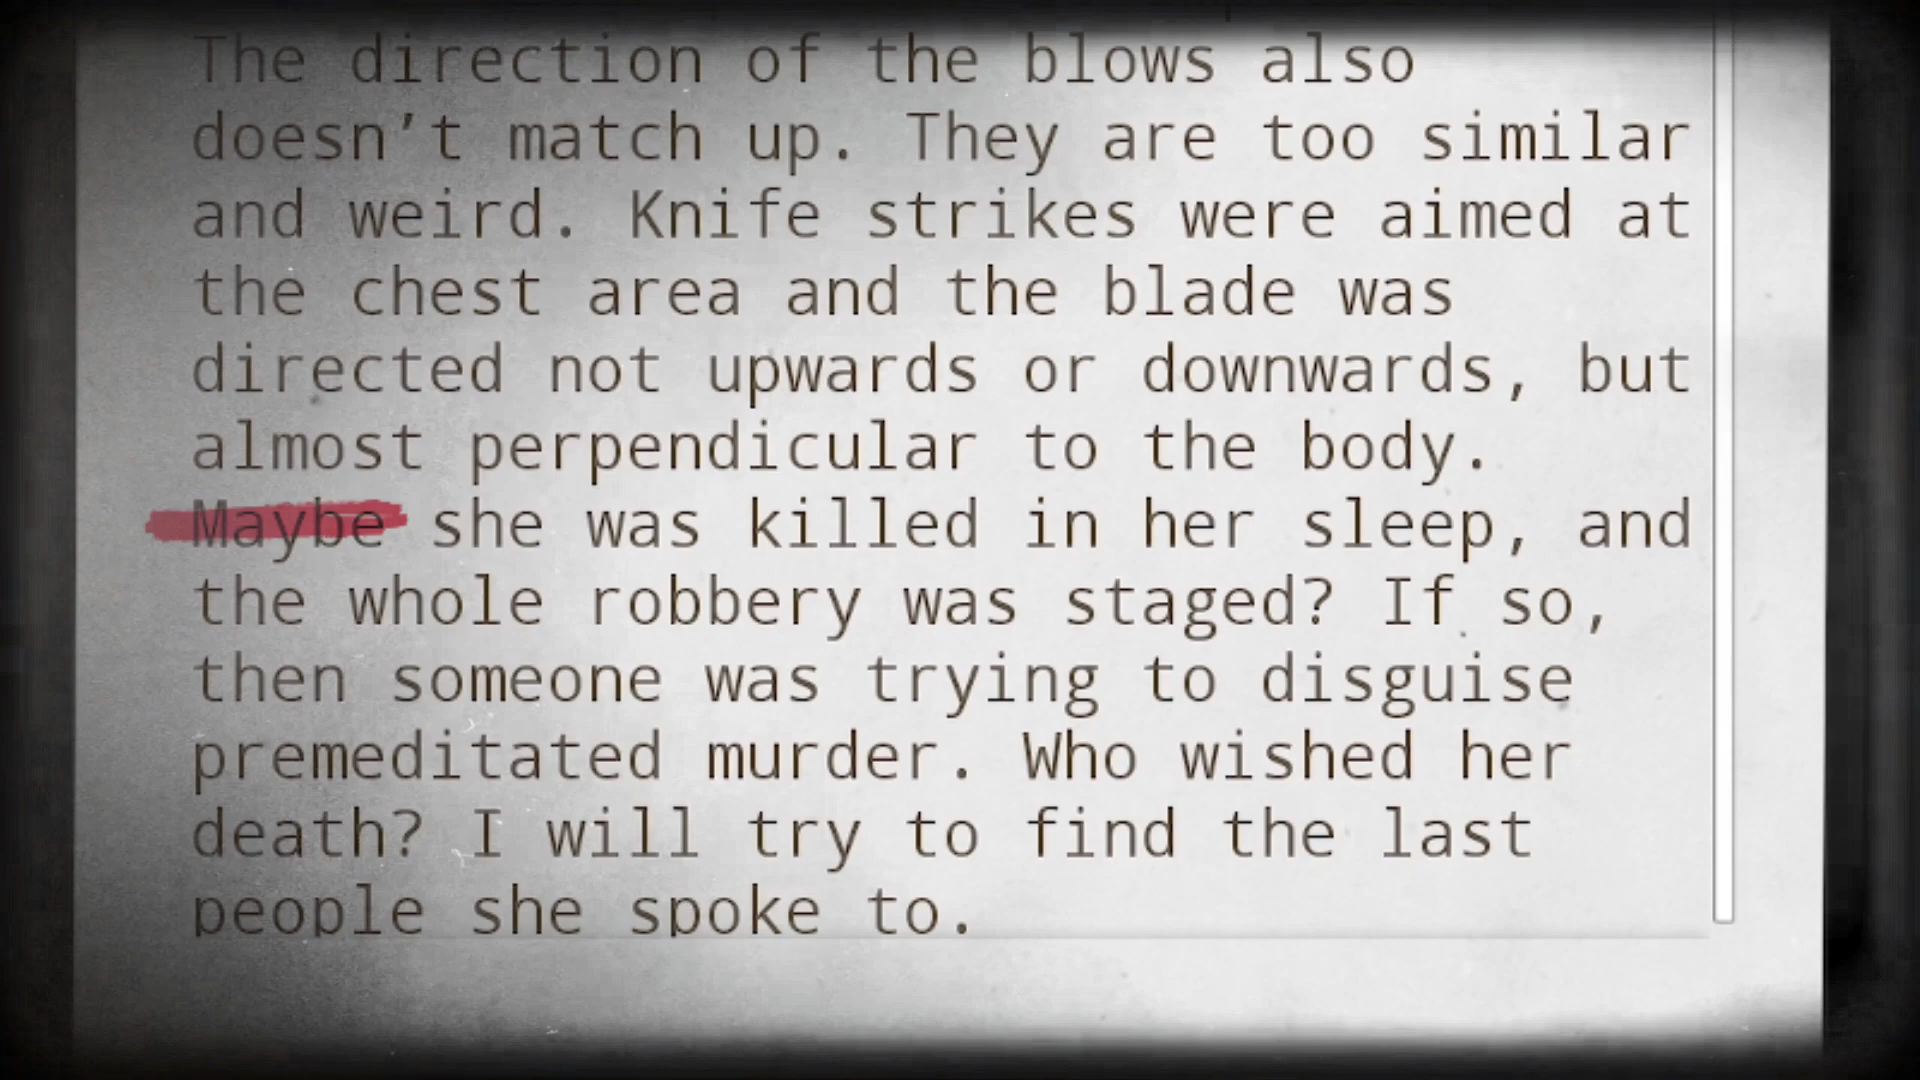 The direction of the blows also
doesn’t match up. They are too similar
and weird. Knife strikes were aimed at
the chest area and the blade was
directed not upwards or downwards, but
almost perpendicular to the body.
Maybe she was killed in her sleep, and
the whole robbery was staged? If so,
then someone was trying to disguise
premeditated murder. Who wished her
death? I will try to find the last
people she spoke to.